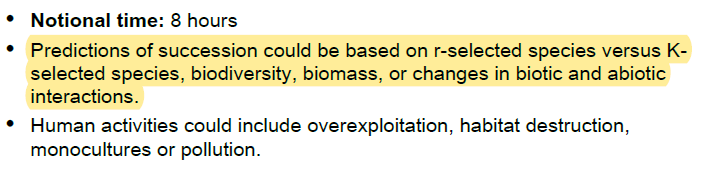 • Notional time: 8 hours
• Predictions of succession could be based on r-selected species versus K-
selected species, biodiversity, biomass, or changes in biotic and abiotic
interactions.
• Human activities could include overexploitation, habitat destruction,
monocultures or pollution.